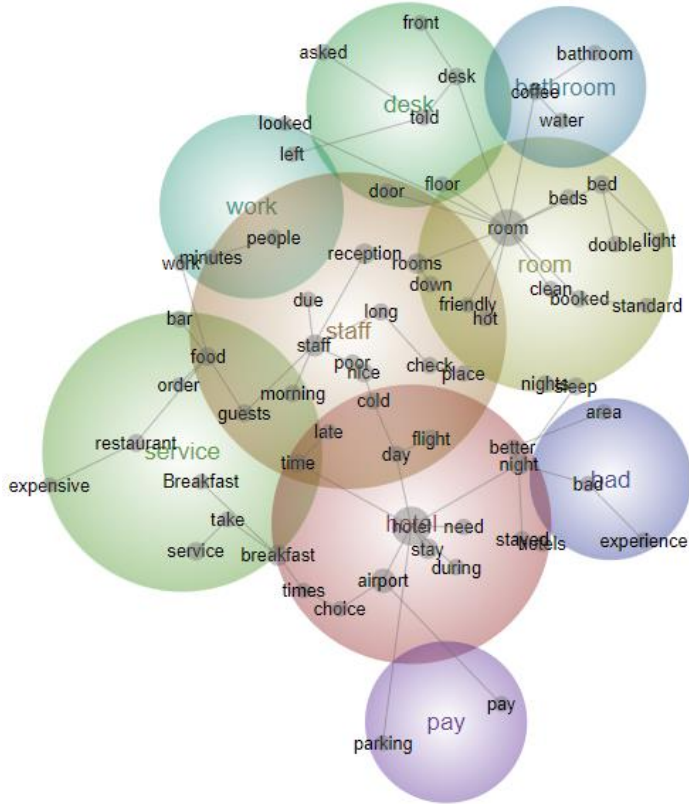 front
asked
desk
bathroom
bathroom
coffee
desk
told
water
looked
left
door
floor
beds
bed
work
people
room
double
light
work
minutes
reception
rooms
room
down
clean
booked
standard
due
long
friendly
hot
bar
staff
staff
food
poor
nice
check
place
order
morning
nights
sleep
guests
cold
area
restaurant
service
late
flight
better
time
day
night
bad
bad
expensive
Breakfast
take
hotel
hotel
need
stayed
hotels
experience
service
breakfast
stay
during
airport
times
choice
pay
pay
parking